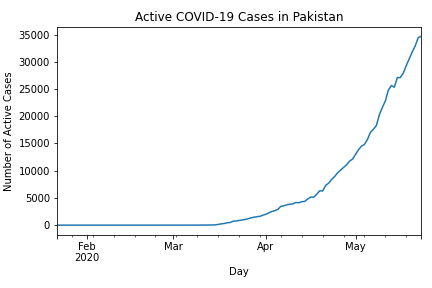 Active COVID-19 Cases in Pakistan
Number of Active Cases
35000
30000
25000
20000
15000
10000
5000
0
Feb
2020
Mar
Apr
May
Day